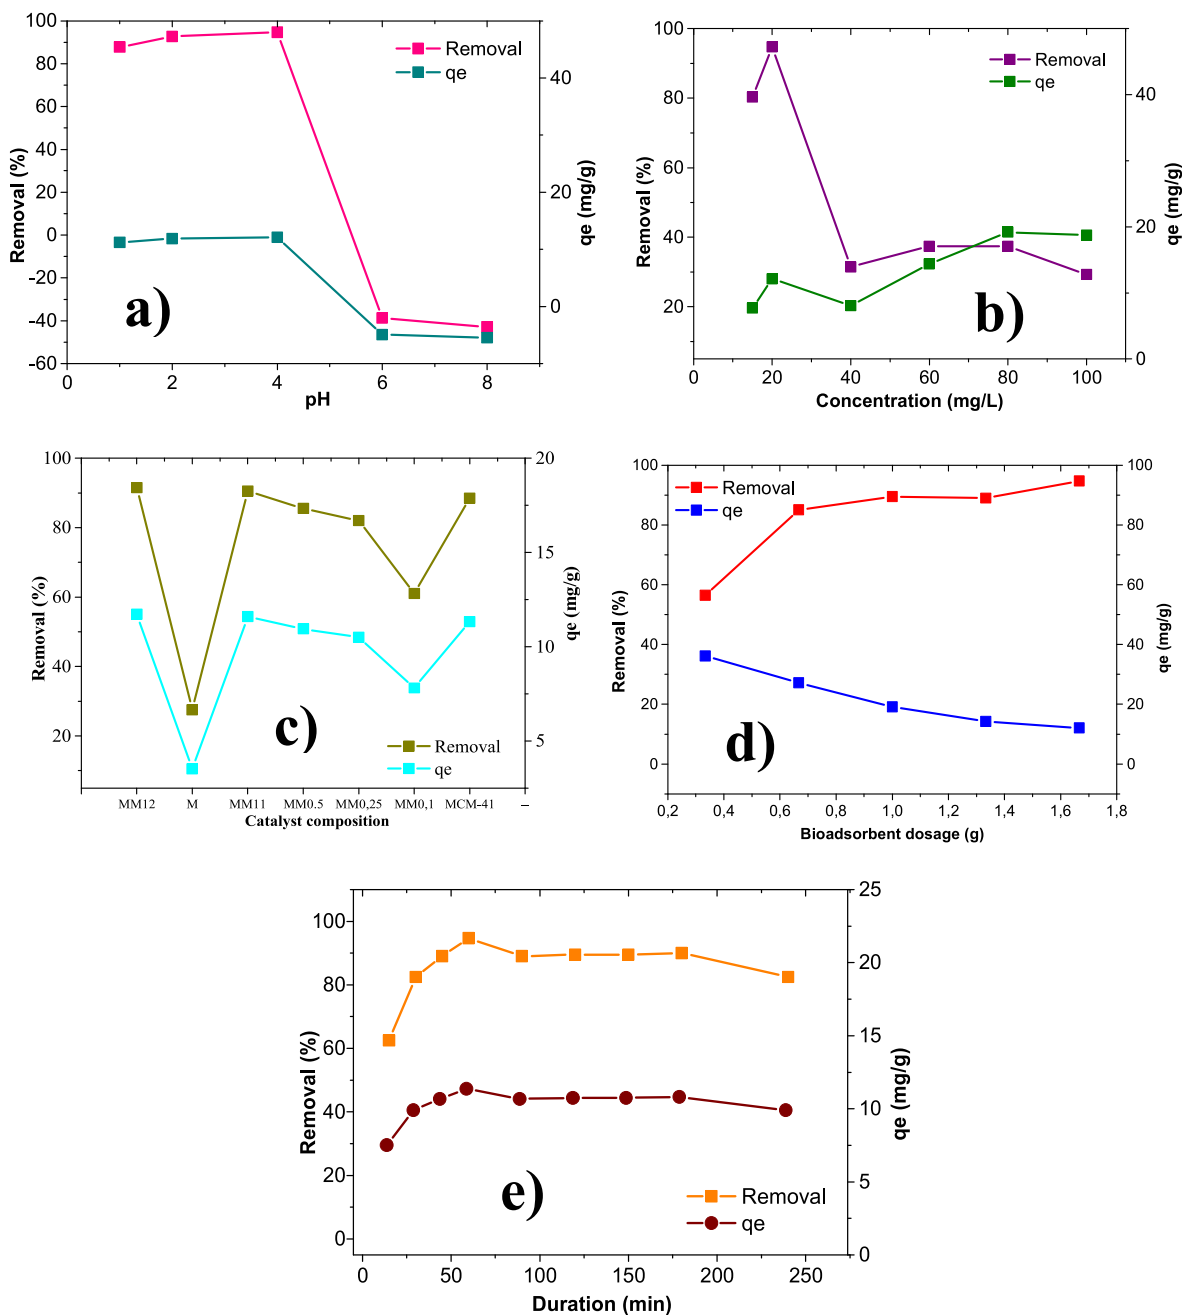 100
80
60
40
20
0
-20
-40
-60
Removal (%)
40
20
0
qe (mg/g)
Removal
qe
a)
0
2
4
6
8
pH
100
80
60
40
20
Removal (%)
40
20
0
qe (mg/g)
Removal
qe
b)
0
20
40
60
80
100
Concentration (mg/L)
100
80
60
40
20
Removal (%)
20
15
10
5
qe (mg/g)
c)
Removal
qe
MM12
M
MM11
MM0.5
MM0,25
MM0,1
MCM-41
–
Catalyst composition
100
80
60
40
20
0
Removal (%)
100
80
60
40
20
0
qe (mg/g)
Removal
qe
d)
0,2
0,4
0,6
0,8
1,0
1,2
1,4
1,6
1,8
Bioadsorbent dosage (g)
100
80
60
40
20
0
Removal (%)
25
20
15
10
5
0
qe (mg/g)
e)
Removal
qe
0
50
100
150
200
250
Duration (min)